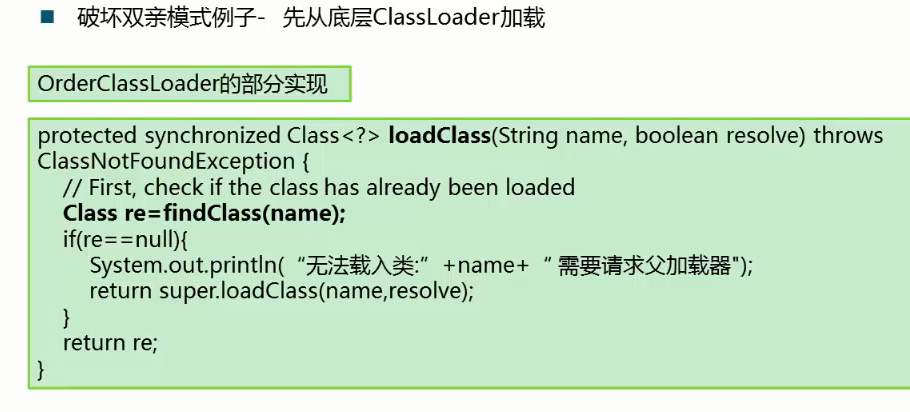 破坏双亲模式例子- 先从底层ClassLoader加载
OrderClassLoader的部分实现
protected synchronized Class<?> loadClass(String name, boolean resolve) throws
ClassNotFoundException {
// First, check if the class has already been loaded
Class re=findClass(name);
if(re==null){
System.out.println(“无法载入类:”+name+“ 需要请求父加载器");
return super.loadClass(name,resolve);
}
return re;
}